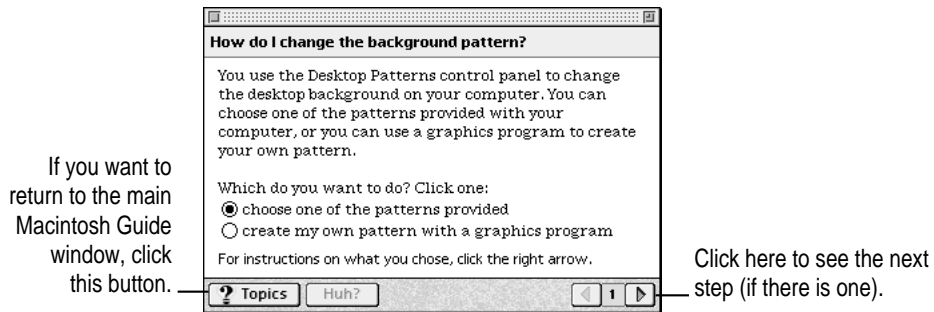 How do I change the background pattern?
You use the Desktop Patterns control panel to change
the desktop background on your computer. You can
choose one of the patterns provided with your
computer, or you can use a graphics program to create
your own pattern.
Which do you want to do? Click one:
choose one of the patterns provided
create my own pattern with a graphics program
For instructions on what you chose, click the right arrow.
? Topics
Huh?
1
If you want to
return to the main
Macintosh Guide
window, click
this button.
Click here to see the next
step (if there is one).